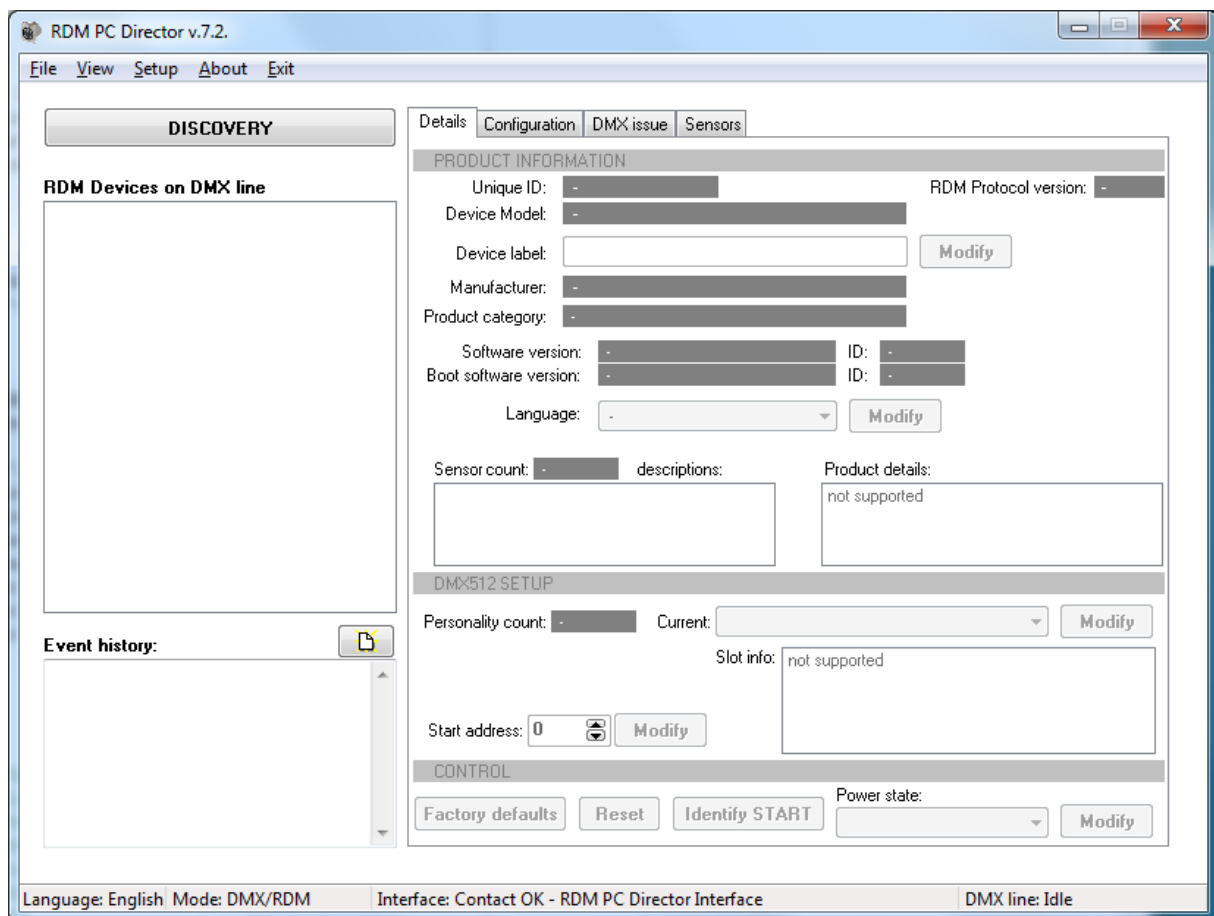 RDM PC Director v.7.2.
File View Setup About Exit
DISCOVERY
RDM Devices on DMX line
Event history:
Details Configuration DMX issue Sensors
PRODUCT INFORMATION
Unique ID: - RDM Protocol version: -
Device Model: -
Device label: Modify
Manufacturer: -
Product category: -
Software version: - ID: -
Boot software version: - ID: -
Language: - Modify
Sensor count: - descriptions: Product details:
not supported
DMX512 SETUP
Personality count: - Current: Modify
Slot info: not supported
Start address: 0 Modify
CONTROL
Power state:
Factory defaults Reset Identify START Modify
Language: English Mode: DMX/RDM Interface: Contact OK - RDM PC Director Interface DMX line: Idle